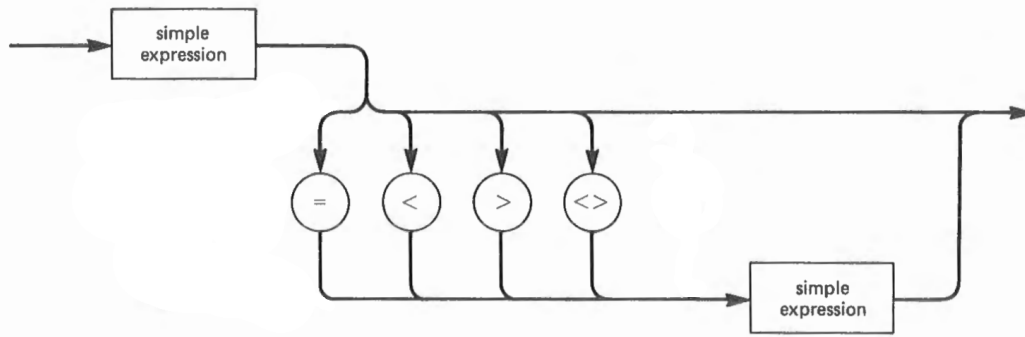 simple
expression
= < > <>
simple
expression